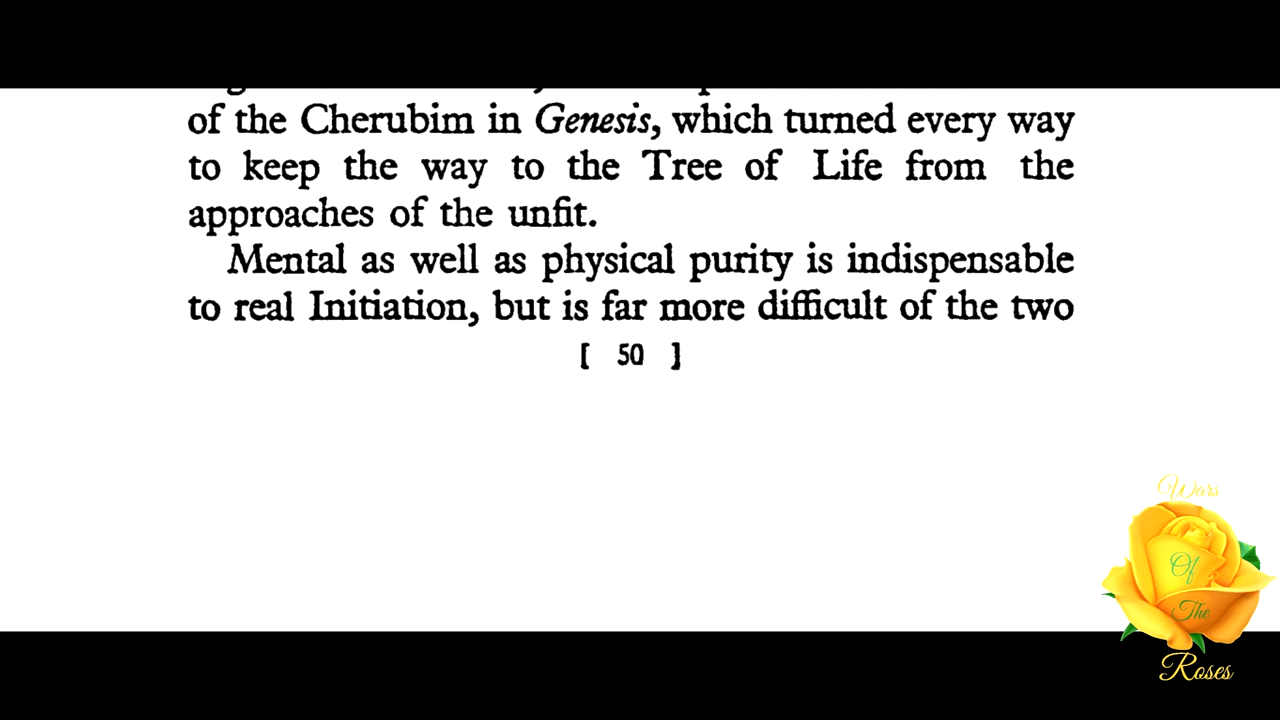 of the Cherubim in Genesis, which turned every way
to keep the way to the Tree of Life from the
approaches of the unfit.
Mental as well as physical purity is indispensable
to real Initiation, but is far more difficult of the two
[ 50 ]
Wars
Of
The
Roses